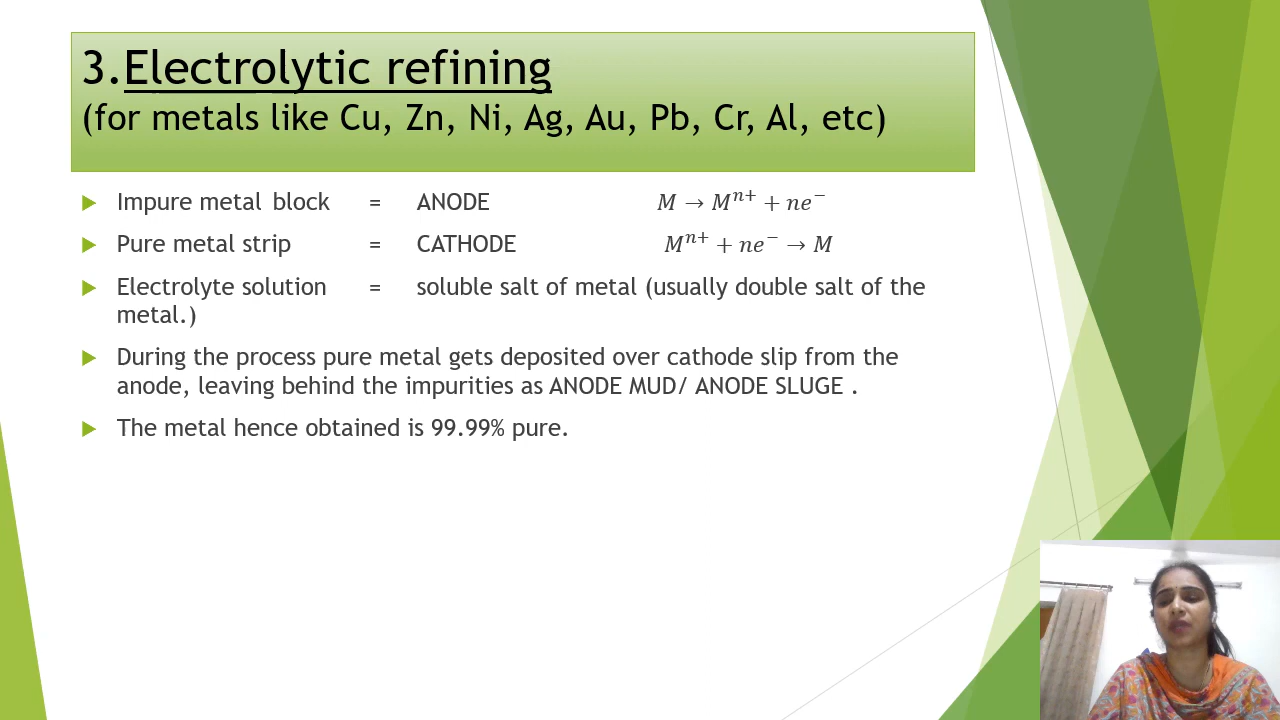 3.Electrolytic refining
(for metals like Cu, Zn, Ni, Ag, Au, Pb, Cr, Al, etc)
Impure metal block = ANODE M → Mⁿ⁺ + ne⁻
Pure metal strip = CATHODE Mⁿ⁺ + ne⁻ → M
Electrolyte solution = soluble salt of metal (usually double salt of the
metal.)
During the process pure metal gets deposited over cathode slip from the
anode, leaving behind the impurities as ANODE MUD/ ANODE SLUGE .
The metal hence obtained is 99.99% pure.